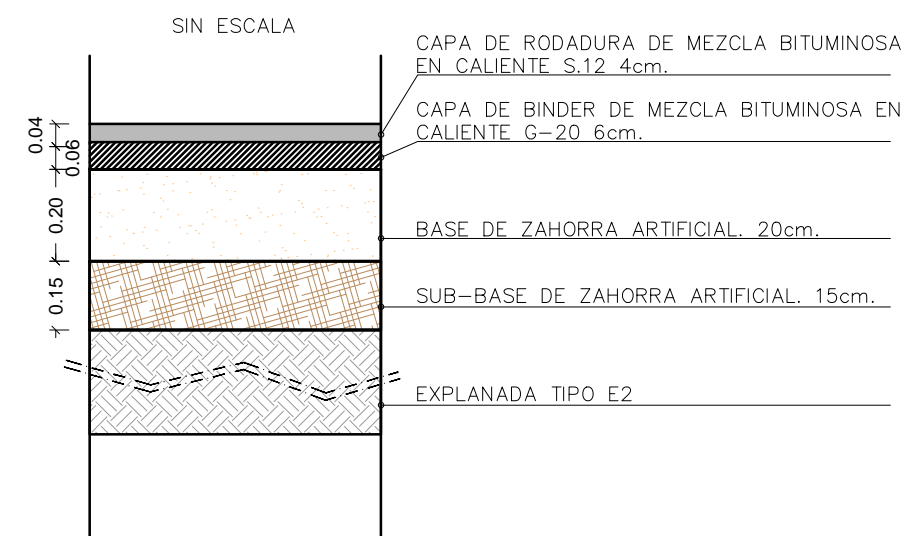 SIN ESCALA
CAPA DE RODADURA DE MEZCLA BITUMINOSA
EN CALIENTE S.12 4cm.
CAPA DE BINDER DE MEZCLA BITUMINOSA EN
CALIENTE G-20 6cm.
BASE DE ZAHORRA ARTIFICIAL. 20cm.
SUB-BASE DE ZAHORRA ARTIFICIAL. 15cm.
EXPLANADA TIPO E2
0.04
0.06
0.20
0.15